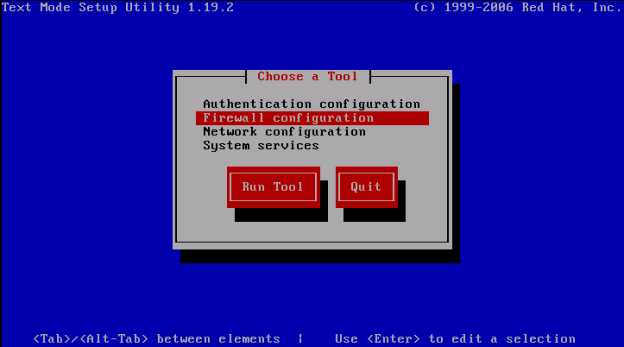 Text Mode Setup Utility 1.19.2 (c) 1999-2006 Red Hat, Inc.
Choose a Tool
Authentication configuration
Firewall configuration
Network configuration
System services
Run Tool Quit
<Tab>/<Alt-Tab> between elements | Use <Enter> to edit a selection